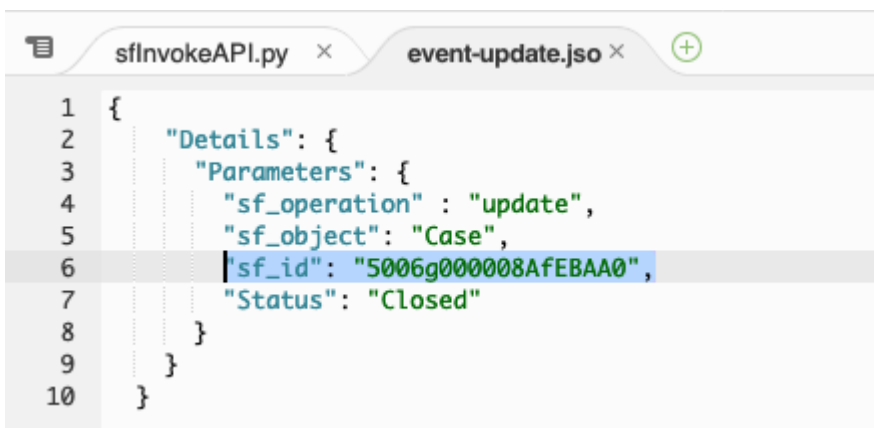 sfInvokeAPI.py × event-update.jso ×
1 {
2 "Details": {
3 "Parameters": {
4 "sf_operation" : "update",
5 "sf_object": "Case",
6 "sf_id": "5006g000008AfEBAA0",
7 "Status": "Closed"
8 }
9 }
10 }